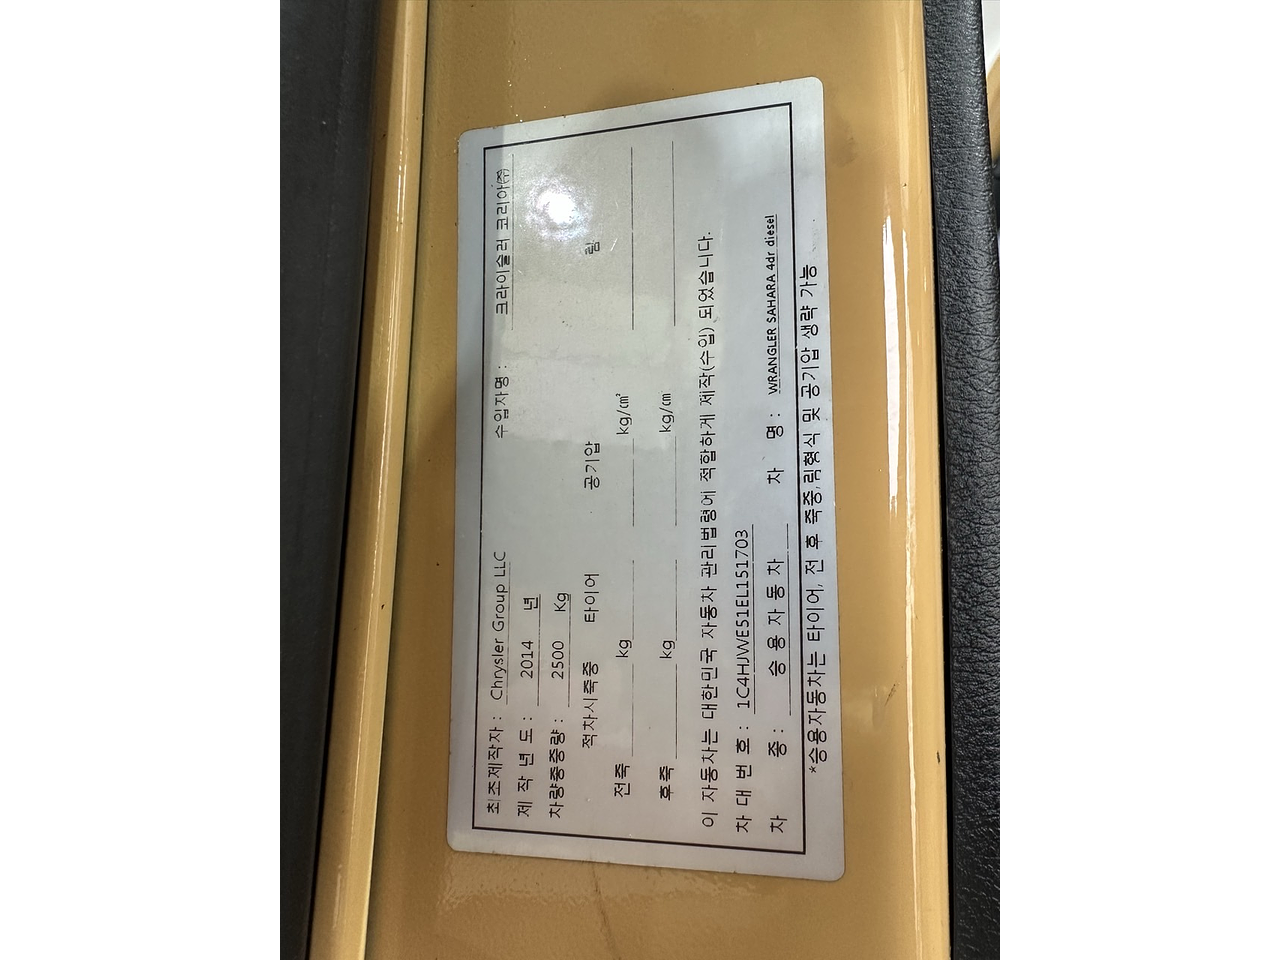 최초제작자 : Chrysler Group LLC 수입자명 : 크라이슬러 코리아(주)
제 작 년 도 : 2014 년
차량총중량 : 2500 Kg
적차시축중 타이어 공기압 림
전축 kg kg/㎠
후축 kg kg/㎠
이 자동차는 대한민국 자동차 관리법령에 적합하게 제작(수입) 되었습니다.
차 대 번 호 : 1C4HJWE51EL151703
차 종 : 승용자동차 차 명 : WRANGLER SAHARA 4dr diesel
*승용자동차는 타이어, 전 후 축중,림형식 및 공기압 생략 가능